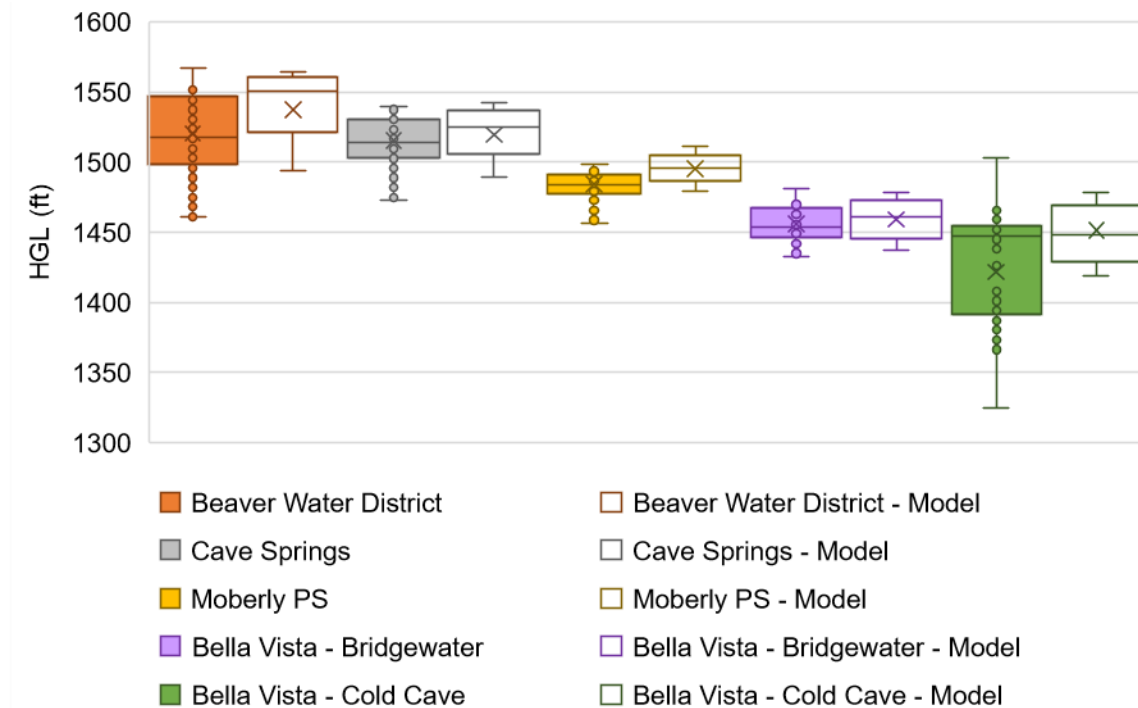 1600
1550
1500
1450
1400
1350
1300
HGL (ft)
Beaver Water District
Beaver Water District - Model
Cave Springs
Cave Springs - Model
Moberly PS
Moberly PS - Model
Bella Vista - Bridgewater
Bella Vista - Bridgewater - Model
Bella Vista - Cold Cave
Bella Vista - Cold Cave - Model